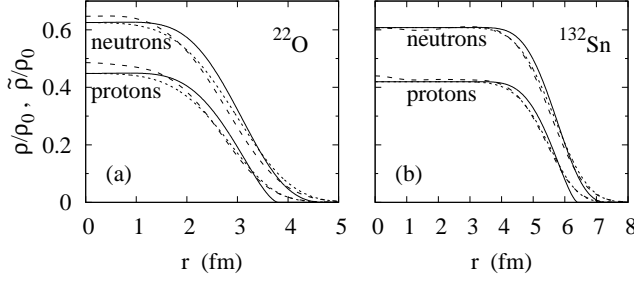 ρ/ρ₀ , ρ̃/ρ₀
0.6
0.4
0.2
0
neutrons
²²O
protons
(a)
0 1 2 3 4 5
r (fm)
neutrons
¹³²Sn
protons
(b)
0 1 2 3 4 5 6 7 8
r (fm)